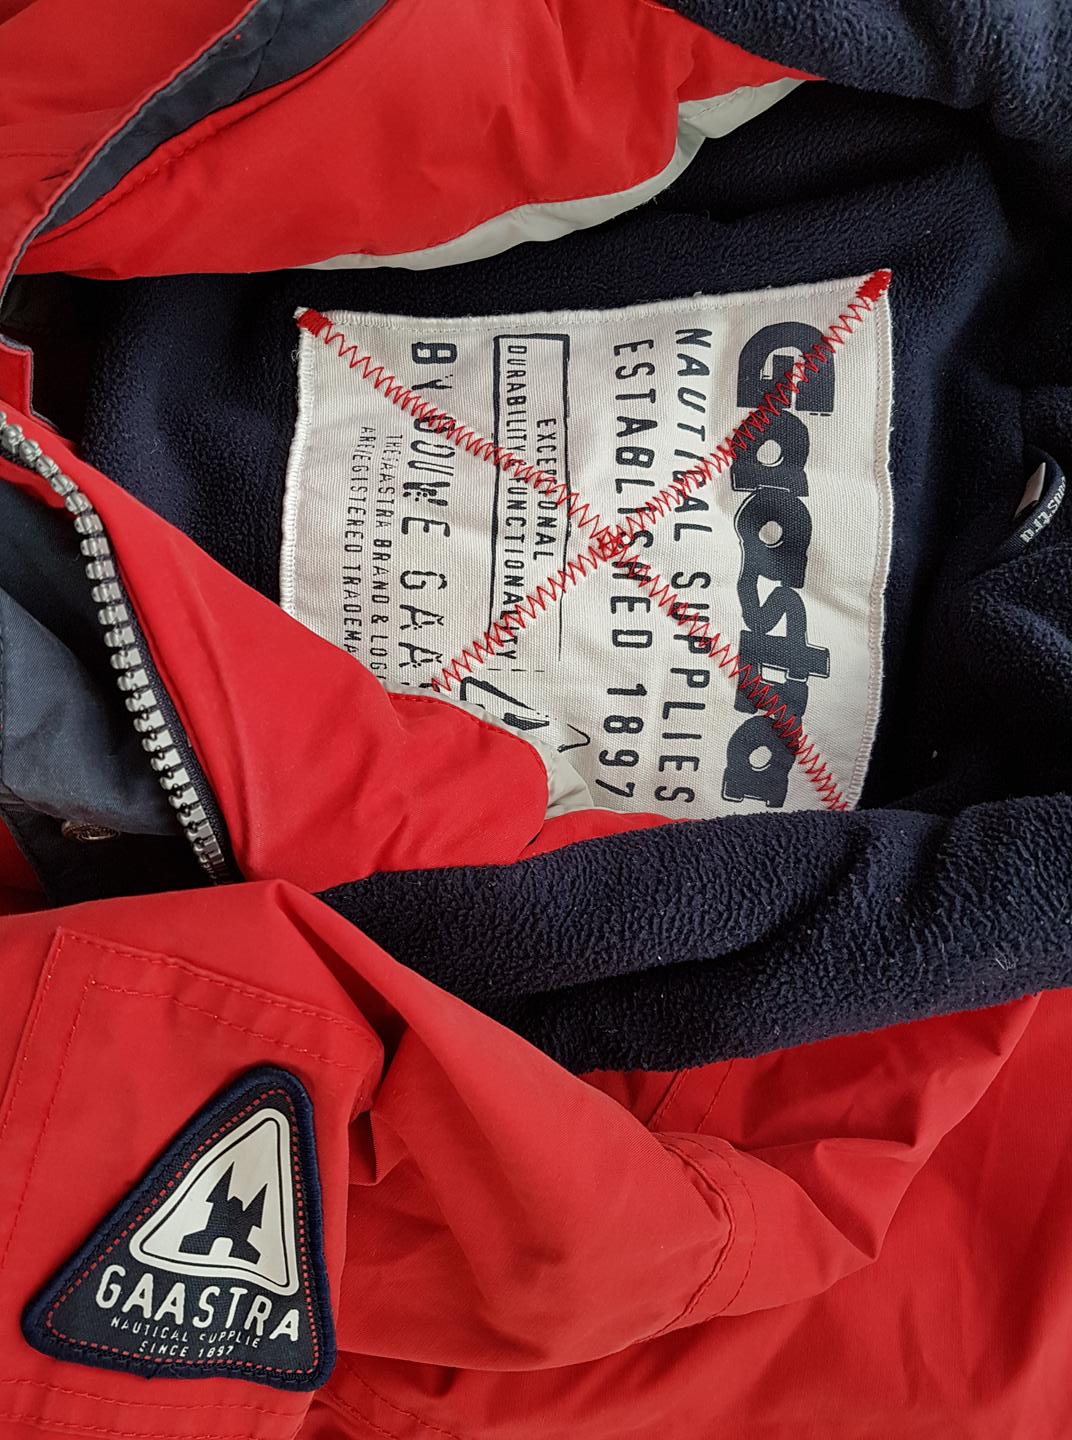 Gaastra
NAUTICAL SUPPLIES
ESTABLISHED 1897
EXCEPTIONAL
DURABILITY FUNCTIONALITY
BY DOUWE GAA
THE GAASTRA BRAND & LOG
ARE REGISTERED TRADEMA
GAASTRA
NAUTICAL SUPPLIE
SINCE 1897